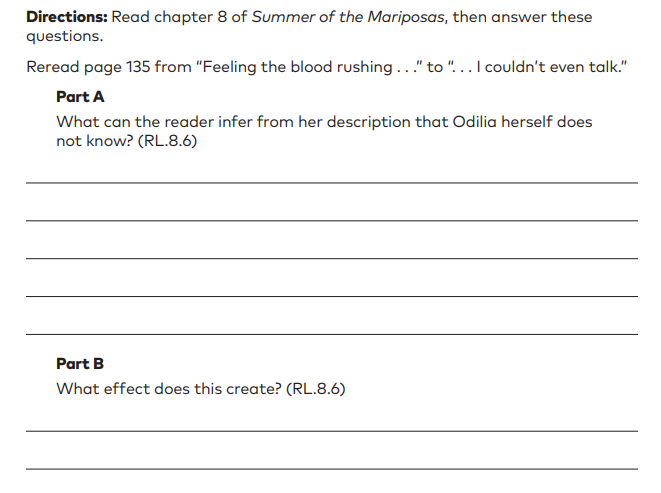 Directions: Read chapter 8 of Summer of the Mariposas, then answer these
questions.
Reread page 135 from “Feeling the blood rushing . . .” to “. . . I couldn’t even talk.”
Part A
What can the reader infer from her description that Odilia herself does
not know? (RL.8.6)
Part B
What effect does this create? (RL.8.6)